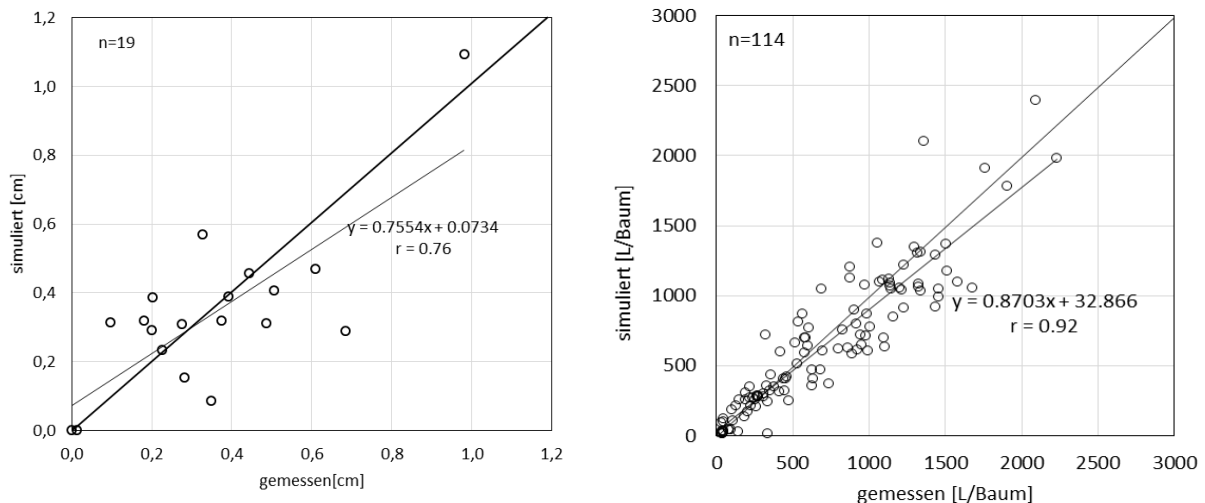 1,2
n=19
1,0
0,8
0,6
0,4
0,2
0,0
simuliert [cm]
y = 0.7554x + 0.0734
r = 0.76
0,0 0,2 0,4 0,6 0,8 1,0 1,2
gemessen[cm]
3000
n=114
2500
2000
1500
1000
500
0
simuliert [L/Baum]
y = 0.8703x + 32.866
r = 0.92
0 500 1000 1500 2000 2500 3000
gemessen [L/Baum]